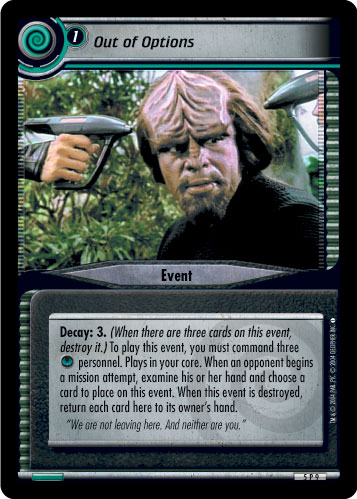 1 Out of Options
Event
Decay: 3. (When there are three cards on this event,
destroy it.) To play this event, you must command three
personnel. Plays in your core. When an opponent begins
a mission attempt, examine his or her hand and choose a
card to place on this event. When this event is destroyed,
return each card here to its owner's hand.
"We are not leaving here. And neither are you."
5 P 9